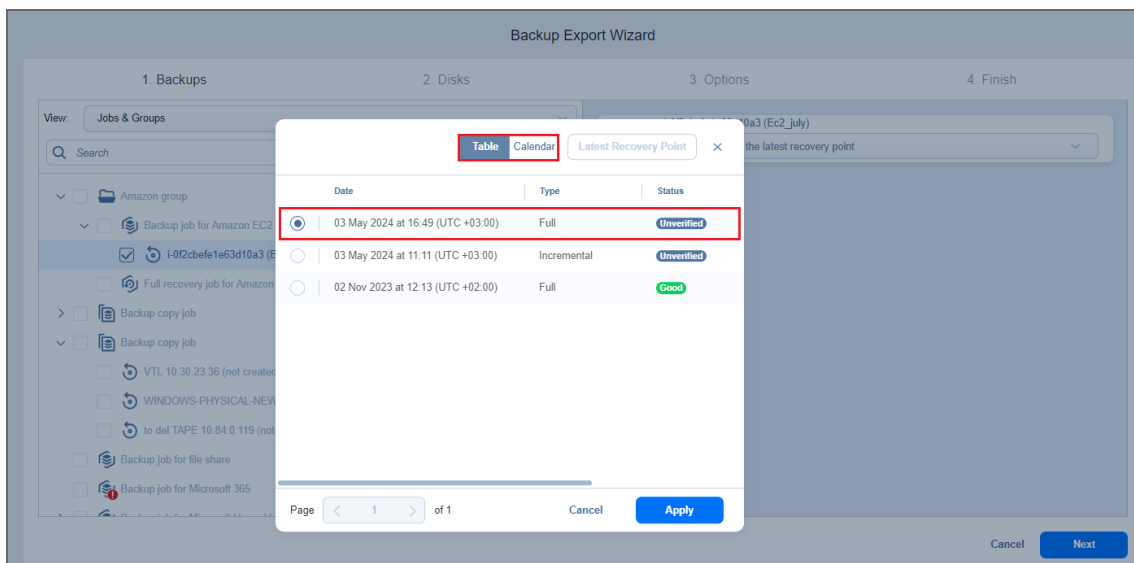 Backup Export Wizard
1. Backups 2. Disks 3. Options 4. Finish
View: Jobs & Groups
Search
Amazon group
Backup job for Amazon EC2
i-0f2cbefe1e63d10a3 (E
Full recovery job for Amazon
Backup copy job
Backup copy job
VTL 10.30.23.36 (not created
WINDOWS-PHYSICAL-NEW
to del TAPE 10.84.0.119 (not
Backup job for file share
Backup job for Microsoft 365
0a3 (Ec2_july)
the latest recovery point
Table Calendar Latest Recovery Point
Date Type Status
03 May 2024 at 16:49 (UTC +03:00) Full Unverified
03 May 2024 at 11:11 (UTC +03:00) Incremental Unverified
02 Nov 2023 at 12:13 (UTC +02:00) Full Good
Page 1 of 1 Cancel Apply
Cancel Next